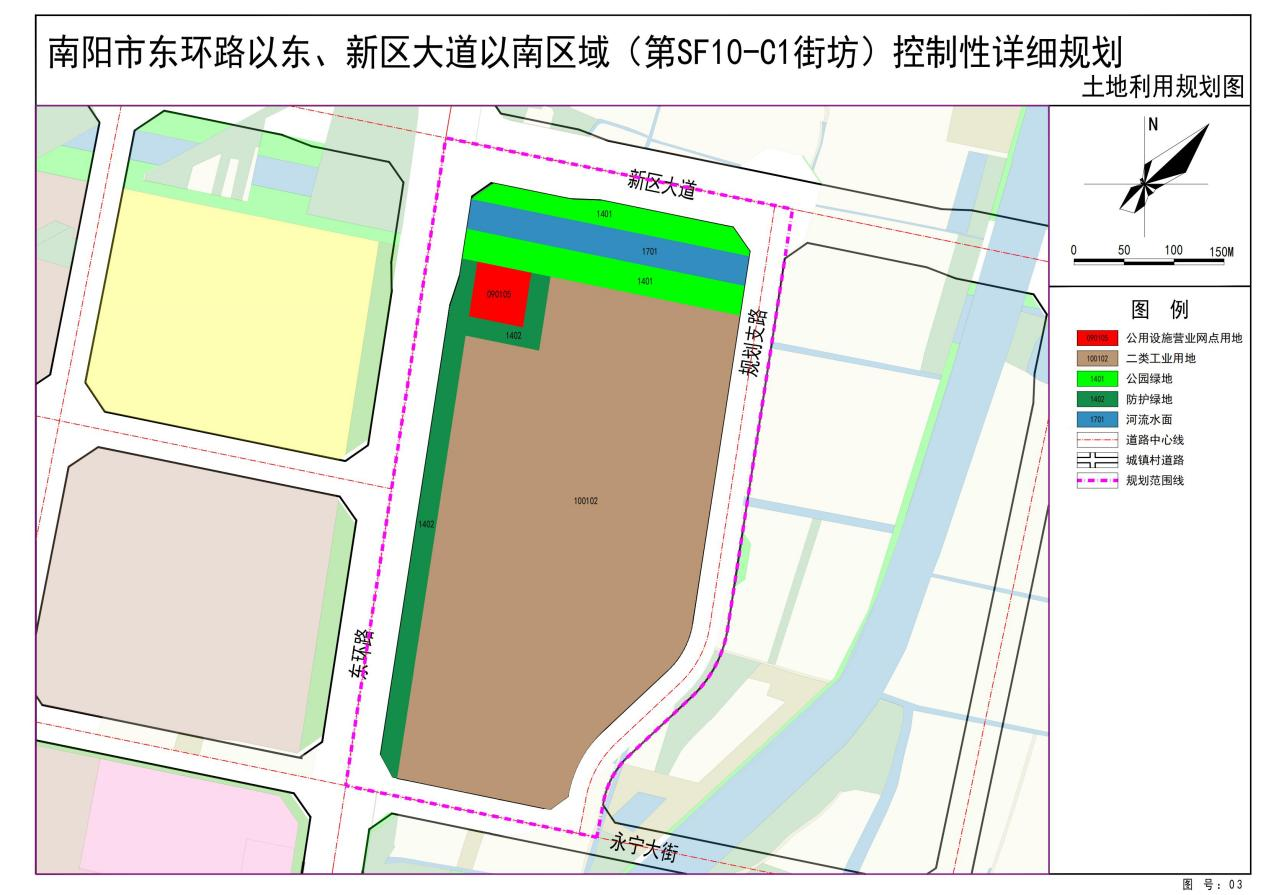 南阳市东环路以东、新区大道以南区域（第SF10-C1街坊）控制性详细规划
土地利用规划图
N
0 50 100 150M
图 例
090105 公用设施营业网点用地
100102 二类工业用地
1401 公园绿地
1402 防护绿地
1701 河流水面
道路中心线
城镇村道路
规划范围线
新区大道
1401
1701
1401
090105
1402
规划支路
100102
1402
东环路
永宁大街
图 号：03